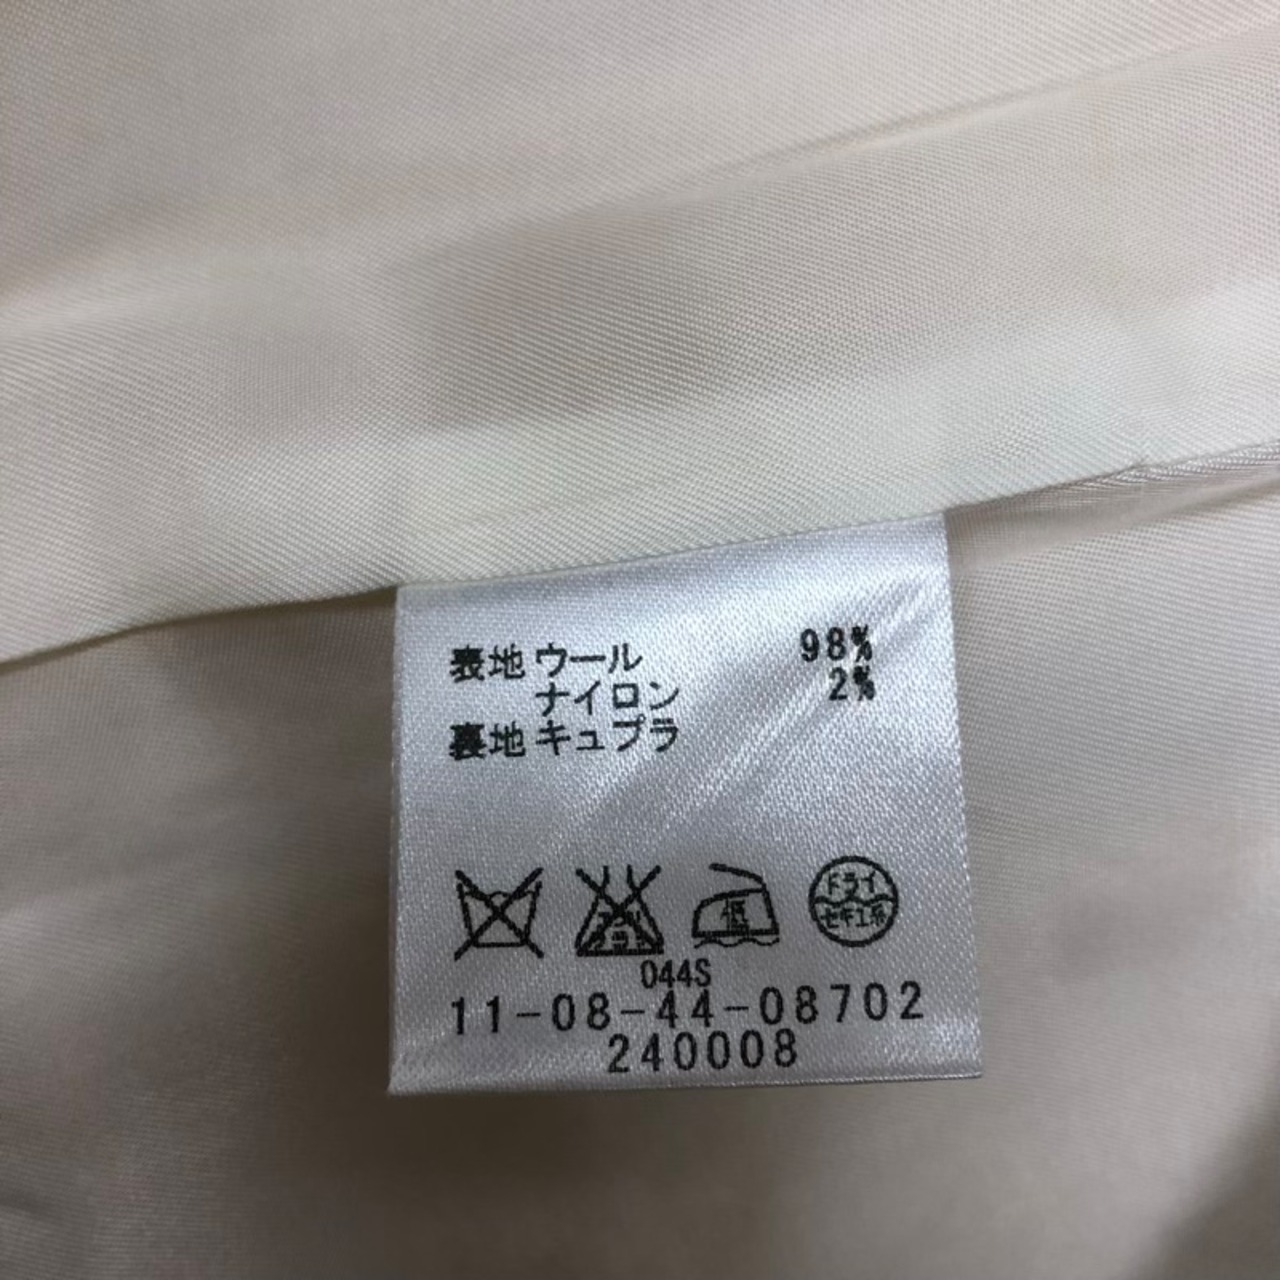 表地 ウール 98%
ナイロン 2%
裏地 キュプラ
低
ドライ
セキユ系
044S
11-08-44-08702
240008